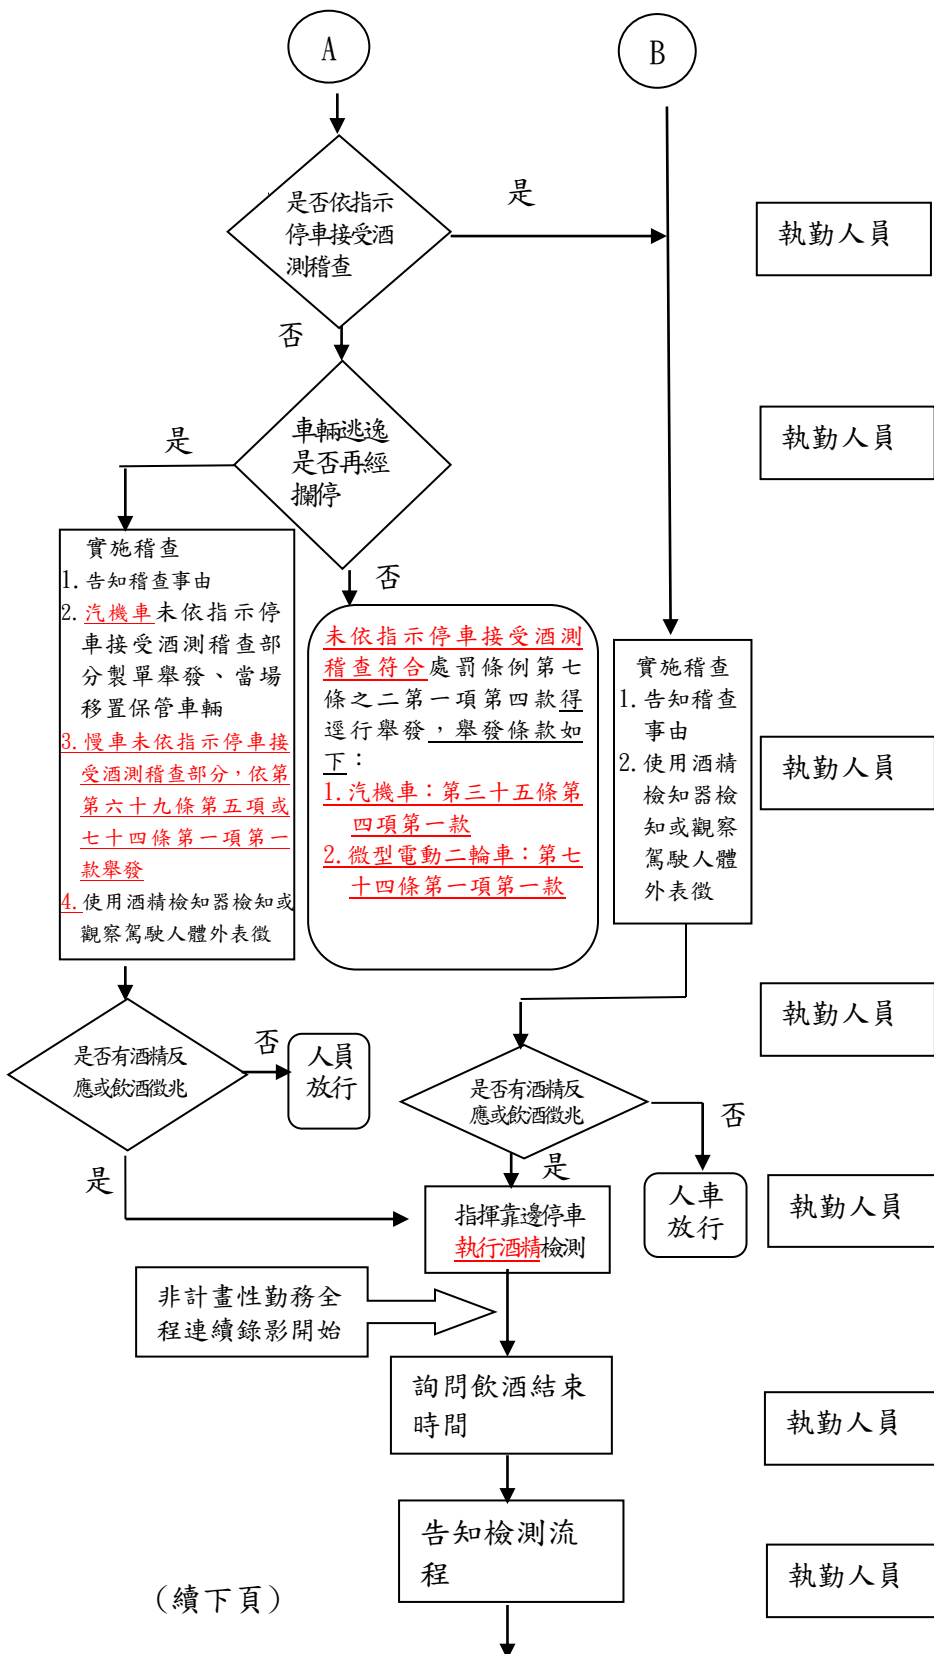 A
B
是否依指示
停車接受酒
測稽查
是
執勤人員
否
車輛逃逸
是否再經
攔停
是
執勤人員
否
實施稽查
1.告知稽查事由
2.汽機車未依指示停
車接受酒測稽查部
分製單舉發、當場
移置保管車輛
3.慢車未依指示停車接
受酒測稽查部分，依第
第六十九條第五項或
七十四條第一項第一
款舉發
4.使用酒精檢知器檢知或
觀察駕駛人體外表徵
未依指示停車接受酒測
稽查符合處罰條例第七
條之二第一項第四款得
逕行舉發，舉發條款如
下：
1.汽機車：第三十五條第
四項第一款
2.微型電動二輪車：第七
十四條第一項第一款
實施稽查
1.告知稽查
事由
2.使用酒精
檢知器檢
知或觀察
駕駛人體
外表徵
執勤人員
是否有酒精反
應或飲酒徵兆
否
人員
放行
是
是否有酒精反
應或飲酒徵兆
否
人車
放行
是
執勤人員
指揮靠邊停車
執行酒精檢測
執勤人員
非計畫性勤務全
程連續錄影開始
詢問飲酒結束
時間
執勤人員
告知檢測流
程
執勤人員
（續下頁）